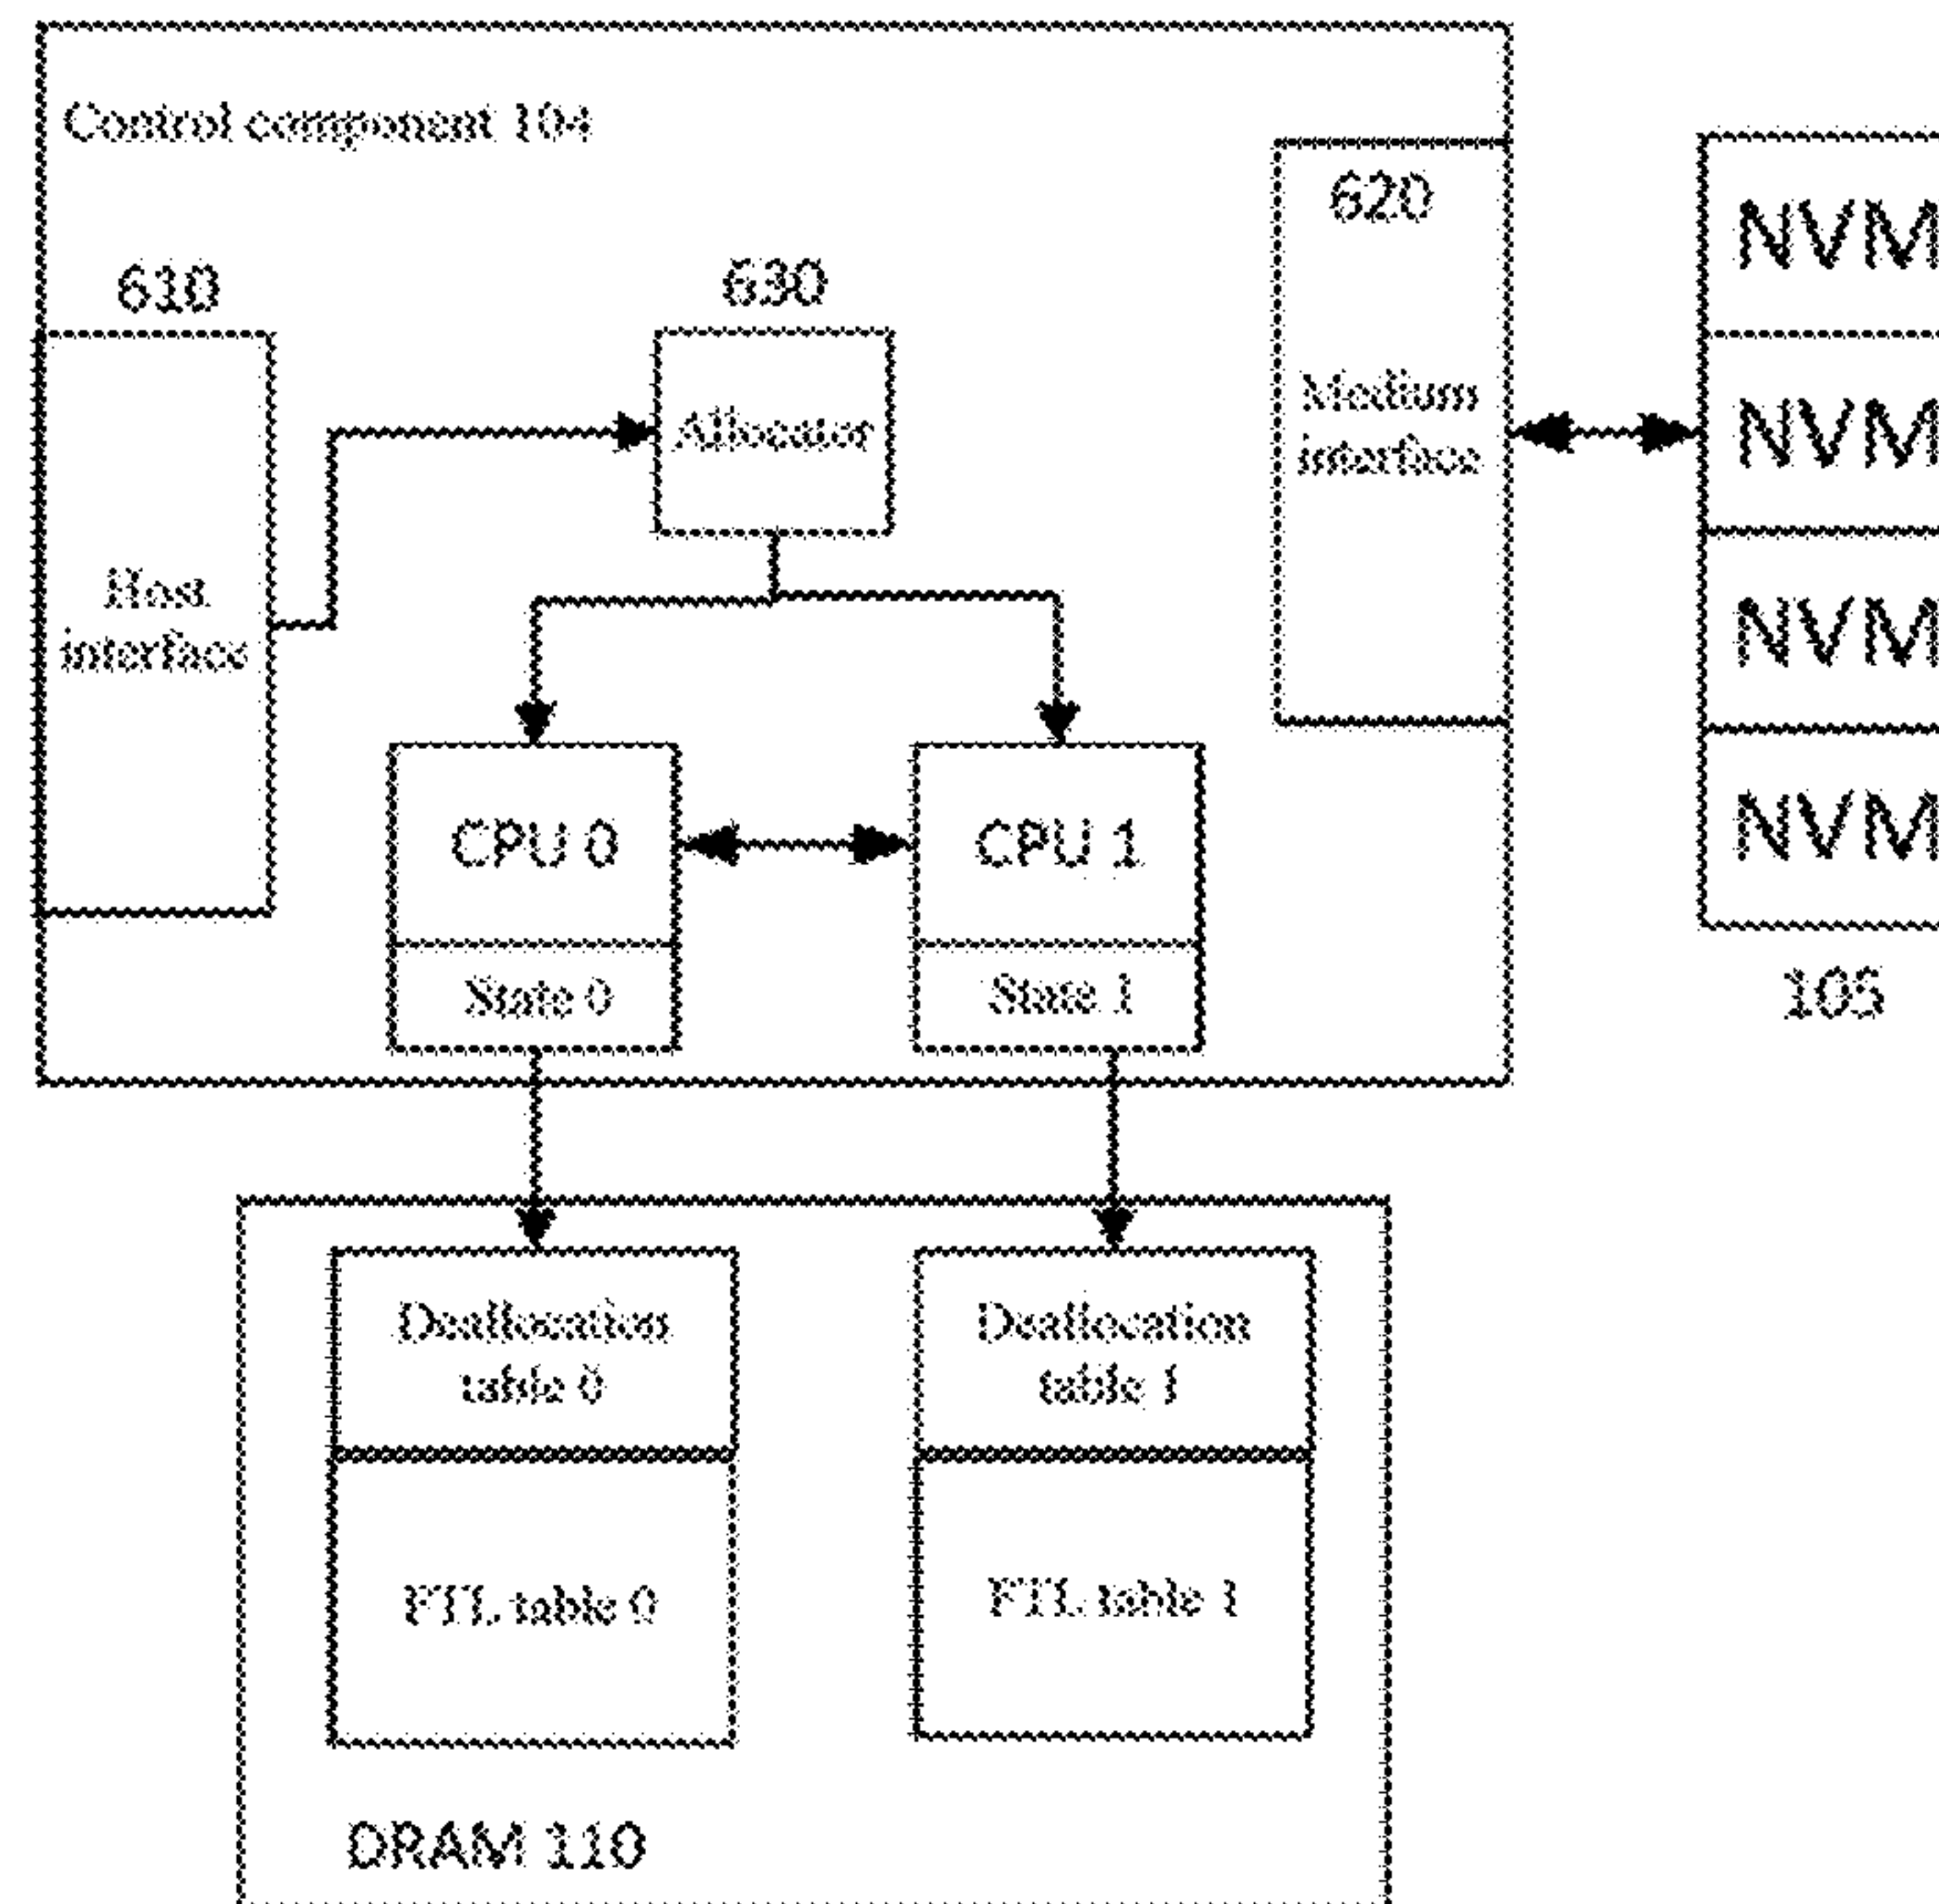 Control component 104
620
610
630
Medium
interface
Allocator
Host
interface
NVM
NVM
NVM
NVM
105
CPU 0
CPU 1
State 0
State 1
Deallocation
table 0
Deallocation
table 1
FTL table 0
FTL table 1
DRAM 110